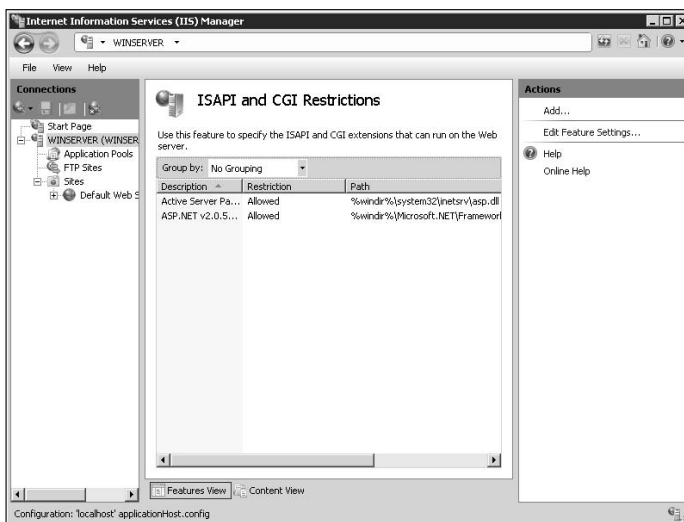 Internet Information Services (IIS) Manager
WINSERVER
File View Help
Connections
Start Page
WINSERVER (WINSER
Application Pools
FTP Sites
Sites
Default Web S
ISAPI and CGI Restrictions
Use this feature to specify the ISAPI and CGI extensions that can run on the Web
server.
Group by: No Grouping
Description Restriction Path
Active Server Pa... Allowed %windir%\system32\inetsrv\asp.dll
ASP.NET v2.0.5... Allowed %windir%\Microsoft.NET\Framework
Features View Content View
Actions
Add...
Edit Feature Settings...
Help
Online Help
Configuration: 'localhost' applicationHost.config